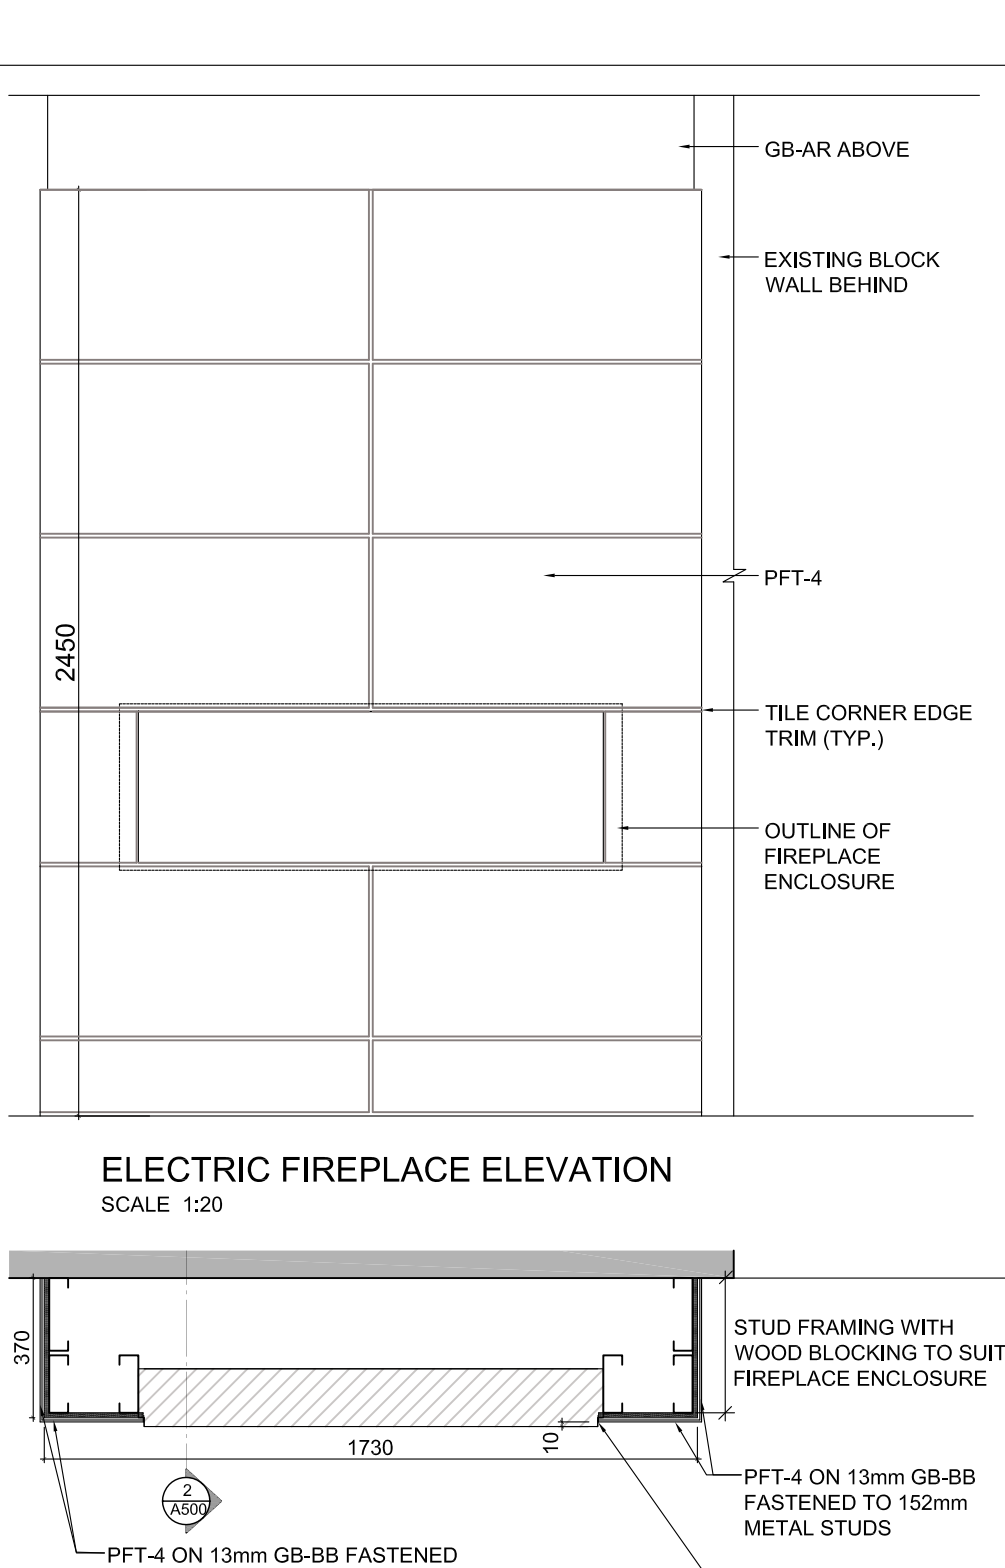 GB-AR ABOVE
EXISTING BLOCK
WALL BEHIND
PFT-4
2450
TILE CORNER EDGE
TRIM (TYP.)
OUTLINE OF
FIREPLACE
ENCLOSURE
ELECTRIC FIREPLACE ELEVATION
SCALE 1:20
370
STUD FRAMING WITH
WOOD BLOCKING TO SUIT
FIREPLACE ENCLOSURE
1730
10
2
A500
PFT-4 ON 13mm GB-BB
FASTENED TO 152mm
METAL STUDS
PFT-4 ON 13mm GB-BB FASTENED